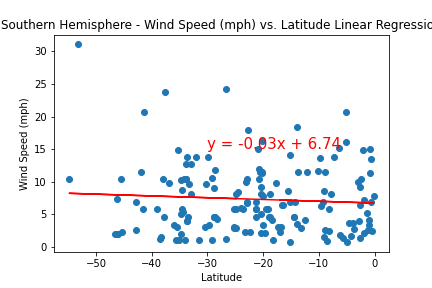 Southern Hemisphere - Wind Speed (mph) vs. Latitude Linear Regressio
30
25
20
15
10
5
0
Wind Speed (mph)
y = -0.03x + 6.74
−50 −40 −30 −20 −10 0
Latitude